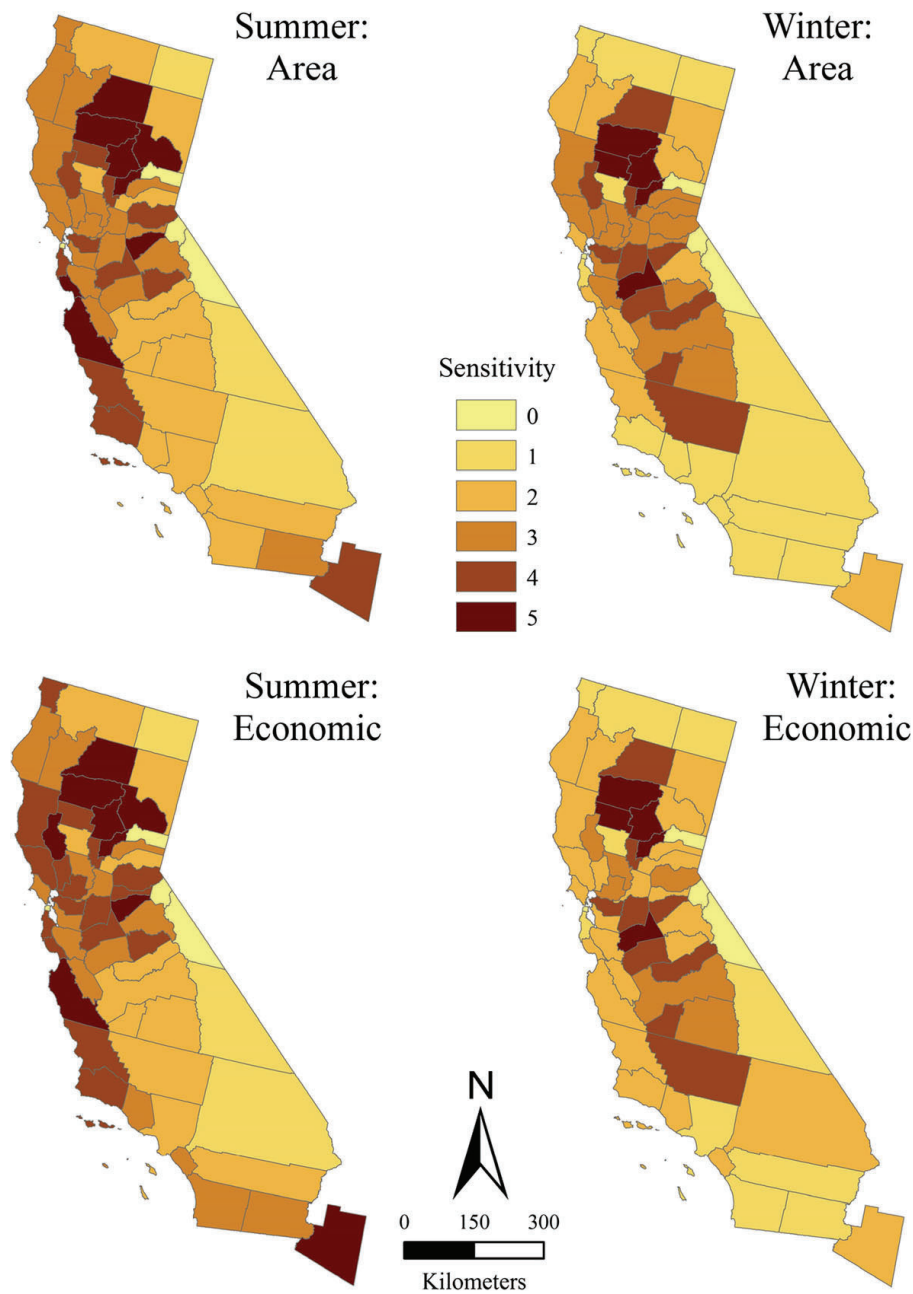 Summer:
Area
Winter:
Area
Sensitivity
0
1
2
3
4
5
Summer:
Economic
Winter:
Economic
N
0 150 300
Kilometers